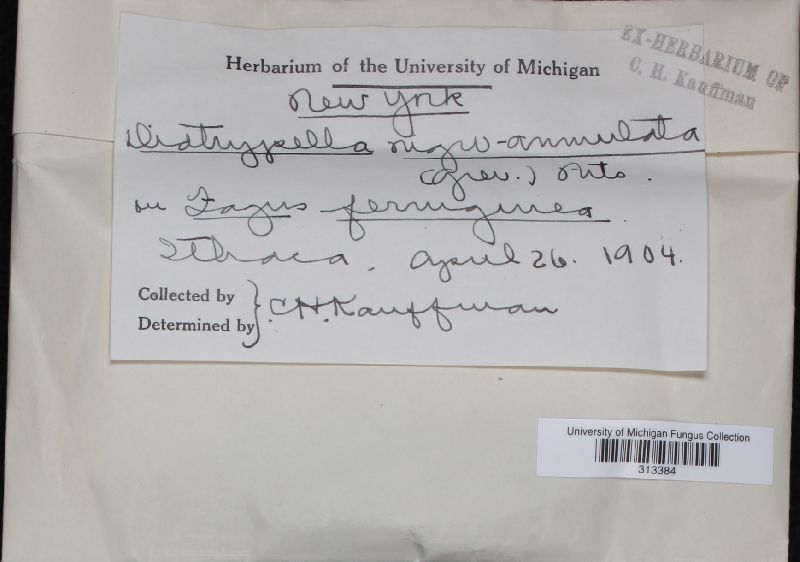 EX-HERBARIUM OF
C. H. Kauffman
Herbarium of the University of Michigan
New York
Diatrypella nigro-annulata
(Grev.) Nits.
on Fagus ferruginea.
Ithaca, April 26. 1904.
Collected by
Determined by } C.H.Kauffman
University of Michigan Fungus Collection
313384